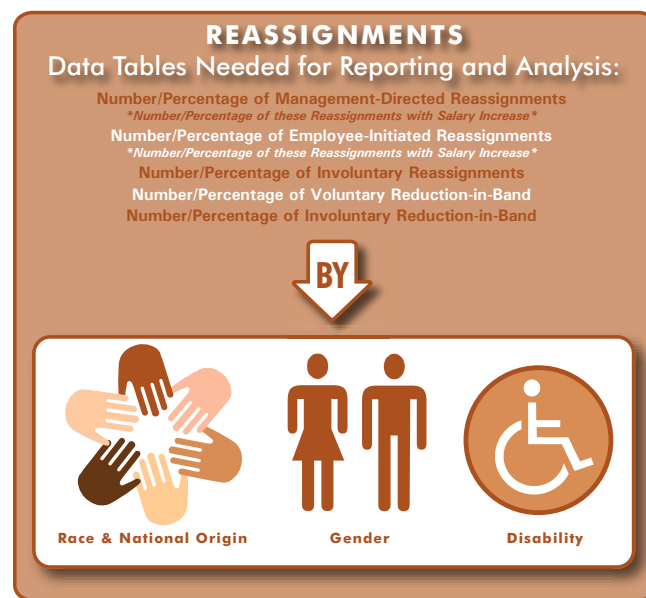 REASSIGNMENTS
Data Tables Needed for Reporting and Analysis:
Number/Percentage of Management-Directed Reassignments
*Number/Percentage of these Reassignments with Salary Increase*
Number/Percentage of Employee-Initiated Reassignments
*Number/Percentage of these Reassignments with Salary Increase*
Number/Percentage of Involuntary Reassignments
Number/Percentage of Voluntary Reduction-in-Band
Number/Percentage of Involuntary Reduction-in-Band
BY
Race & National Origin
Gender
Disability